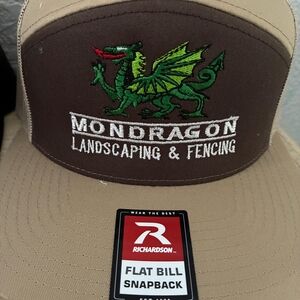 MONDRAGON
LANDSCAPING & FENCING
WEAR THE BEST
R
RICHARDSON
FLAT BILL
SNAPBACK